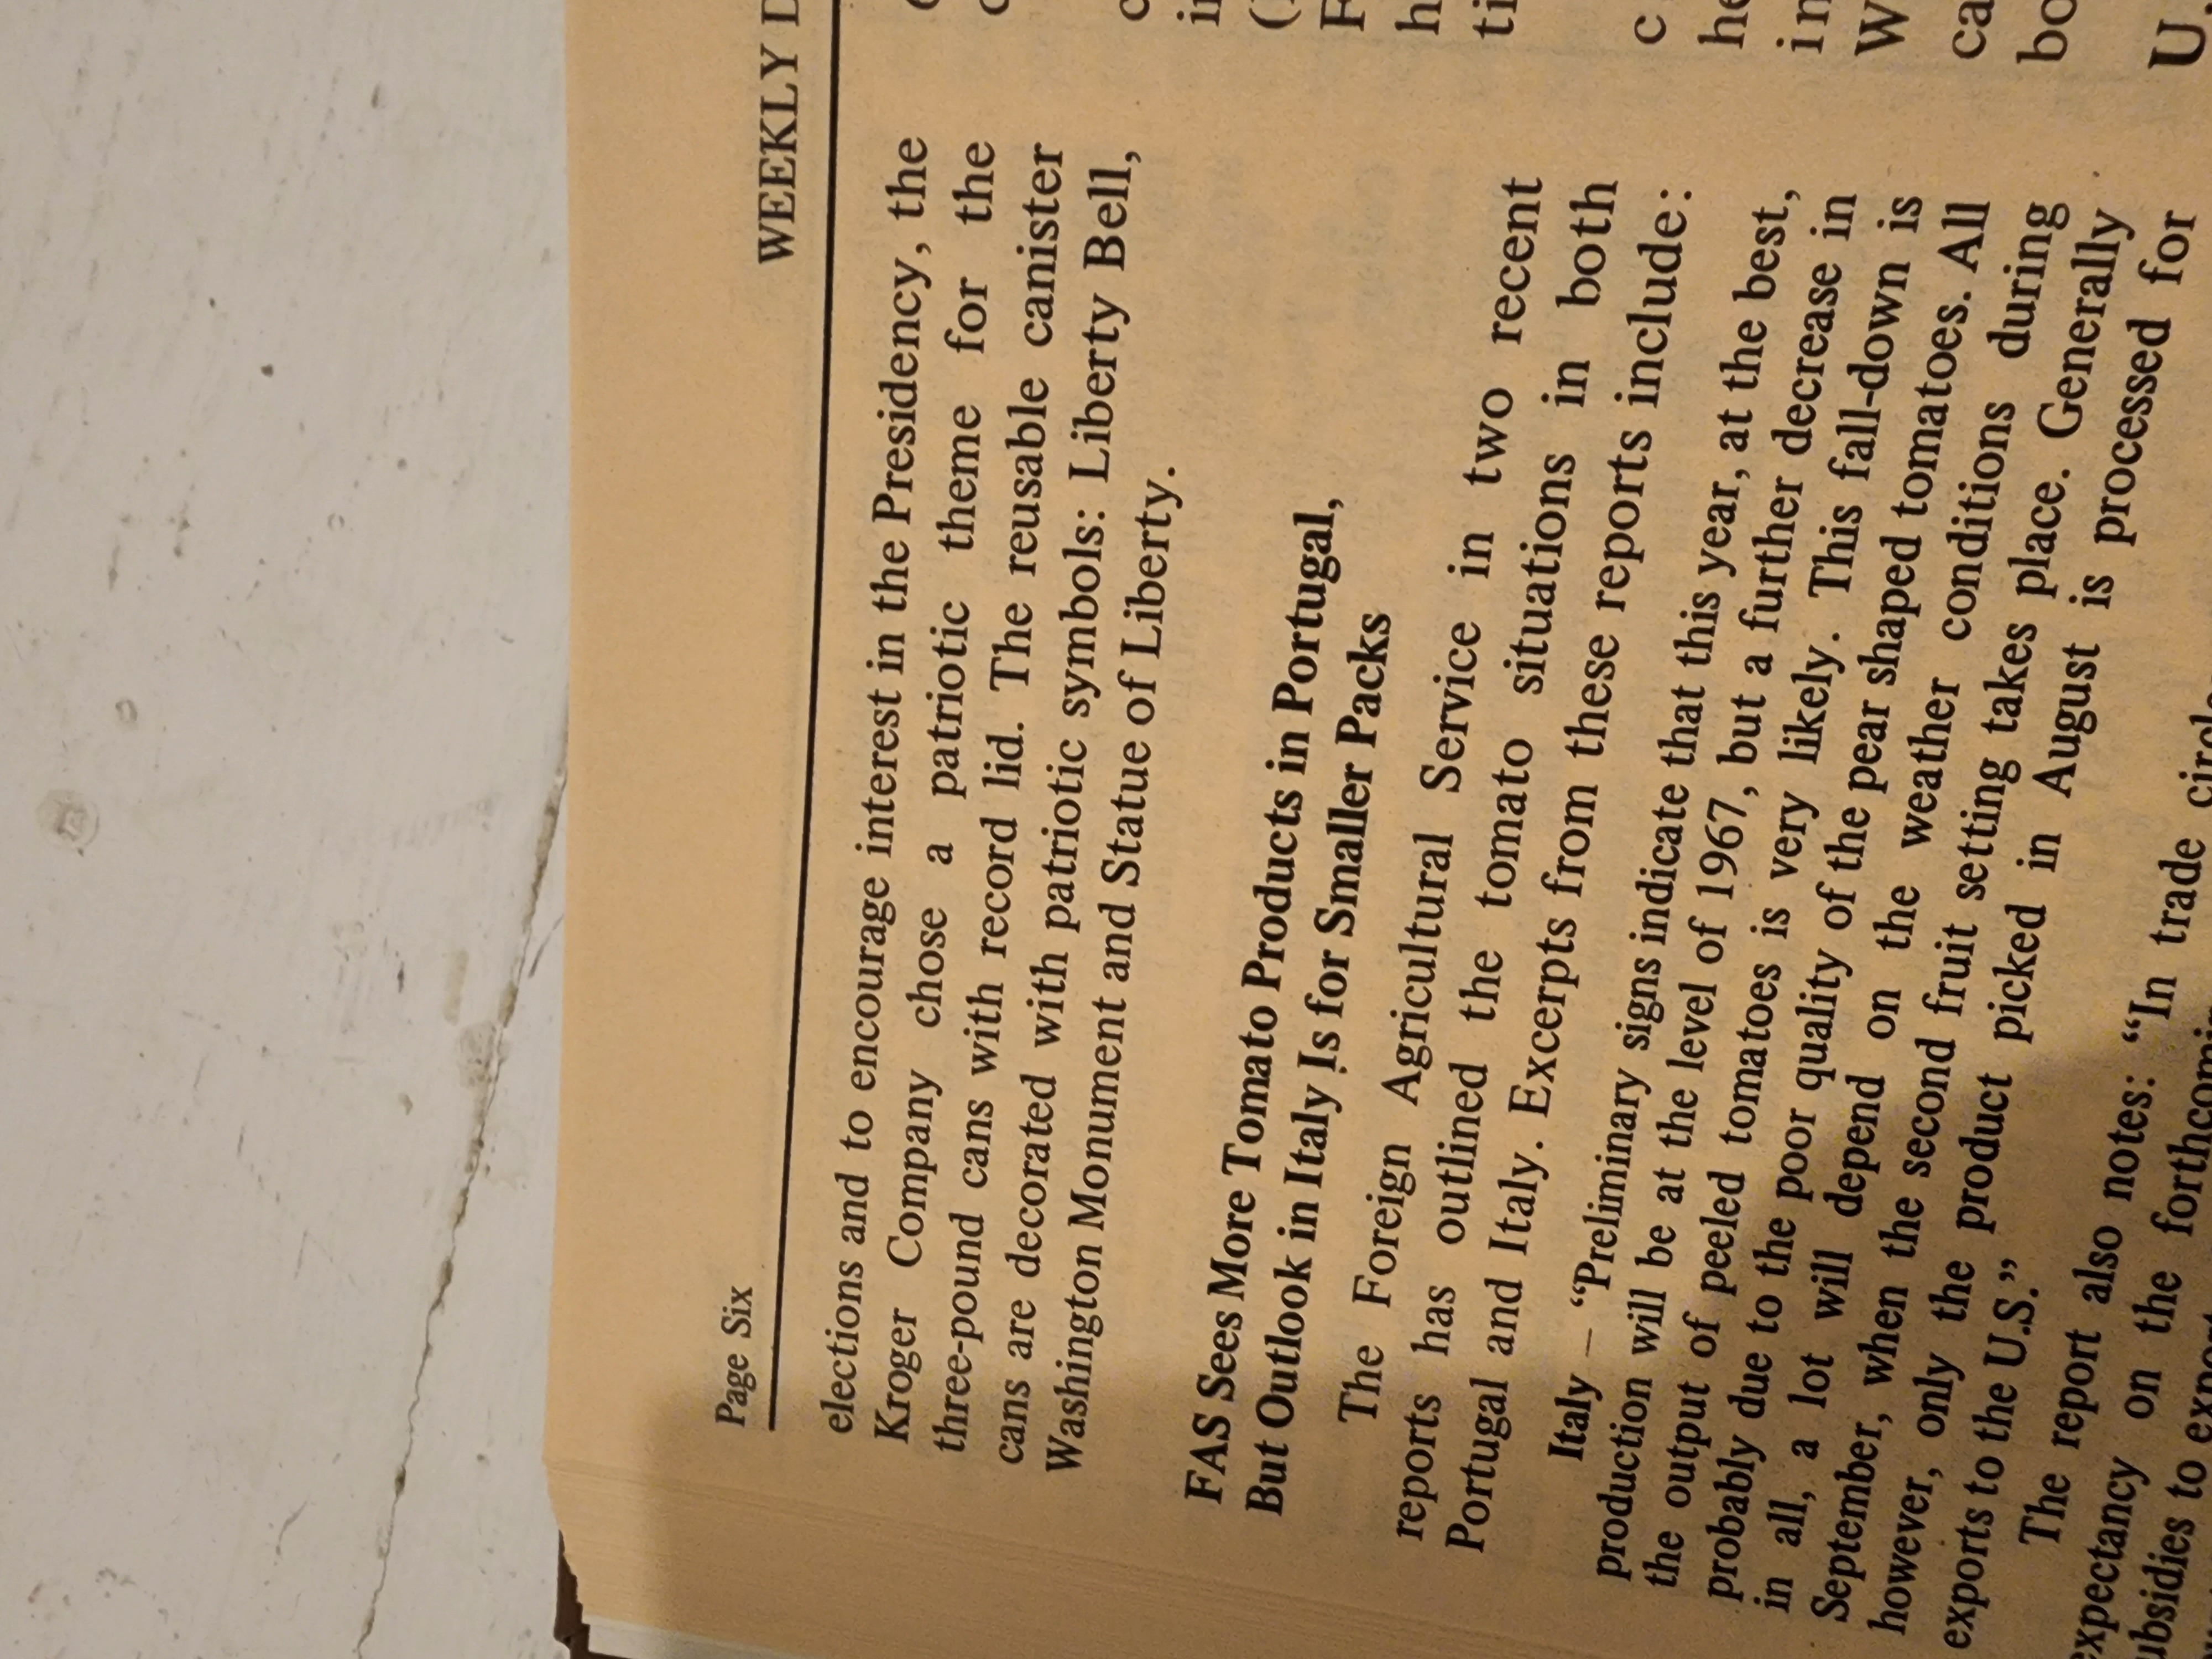 Page Six
WEEKLY
elections and to encourage interest in the Presidency, the
Kroger Company chose a patriotic theme for the
three-pound cans with record lid. The reusable canister
cans are decorated with patriotic symbols: Liberty Bell,
Washington Monument and Statue of Liberty.
FAS Sees More Tomato Products in Portugal,
But Outlook in Italy Is for Smaller Packs
The Foreign Agricultural Service in two recent
reports has outlined the tomato situations in both
Portugal and Italy. Excerpts from these reports include:
Italy – “Preliminary signs indicate that this year, at the best,
production will be at the level of 1967, but a further decrease in
the output of peeled tomatoes is very likely. This fall-down is
probably due to the poor quality of the pear shaped tomatoes. All
in all, a lot will depend on the weather conditions during
September, when the second fruit setting takes place. Generally
however, only the product picked in August is processed for
exports to the U.S.”
The report also notes: “In trade
expectancy on the
to
U.